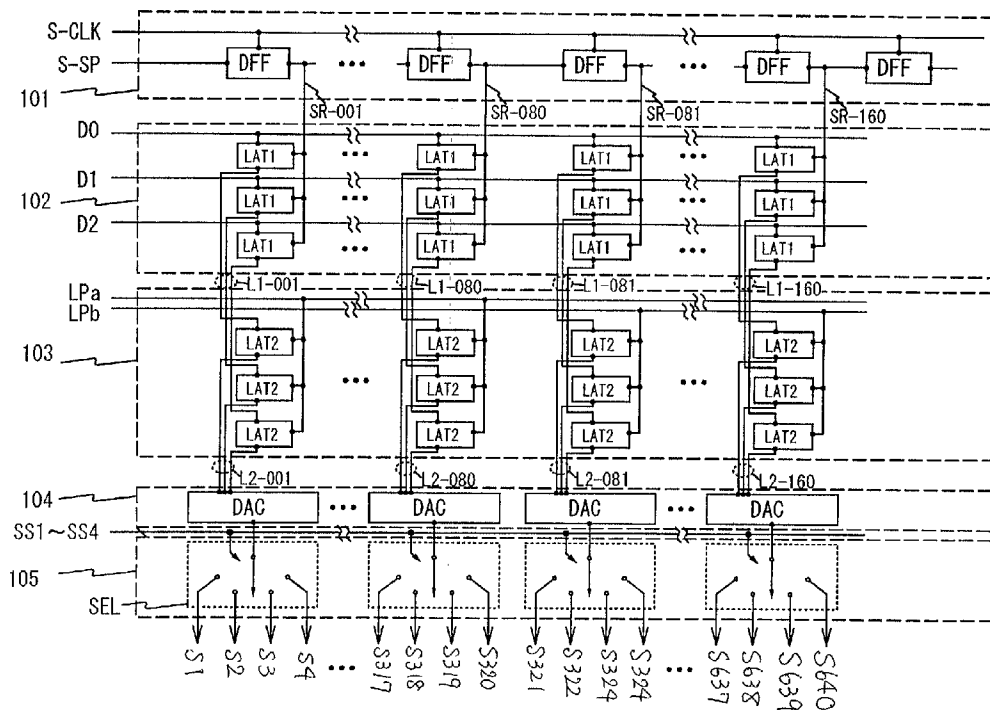 S-CLK
S-SP
DFF DFF DFF DFF DFF
101
SR-001 SR-080 SR-081 SR-160
D0
LAT1 LAT1 LAT1 LAT1
D1
102
LAT1 LAT1 LAT1 LAT1
D2
LAT1 LAT1 LAT1 LAT1
L1-001 L1-080 L1-081 L1-160
LPa
LPb
103
LAT2 LAT2 LAT2 LAT2
LAT2 LAT2 LAT2 LAT2
LAT2 LAT2 LAT2 LAT2
L2-001 L2-080 L2-081 L2-160
104
DAC DAC DAC DAC
SS1~SS4
105
SEL
S1 S2 S3 S4 S317 S318 S319 S320 S321 S322 S324 S324 S637 S638 S639 S640